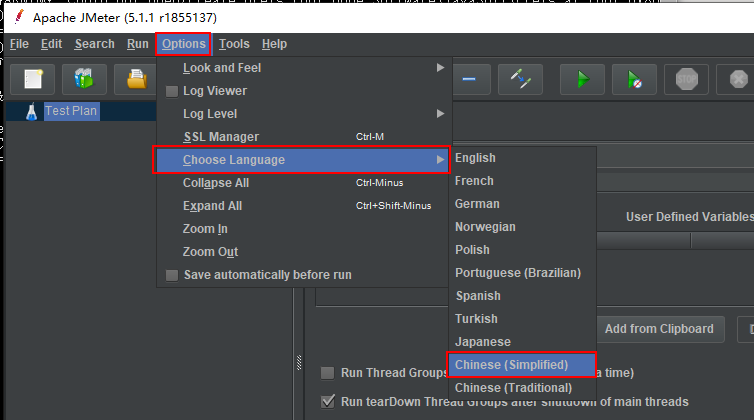 Apache JMeter (5.1.1 r1855137)
File Edit Search Run Options Tools Help
STOP
Test Plan
Look and Feel
Log Viewer
Log Level
SSL Manager Ctrl-M
Choose Language
Collapse All Ctrl-Minus
Expand All Ctrl+Shift-Minus
Zoom In
Zoom Out
Save automatically before run
English
French
German
Norwegian
Polish
Portuguese (Brazilian)
Spanish
Turkish
Japanese
Chinese (Simplified)
Chinese (Traditional)
User Defined Variables
Add from Clipboard
Run Thread Groups a time)
Run tearDown Thread Groups after shutdown of main threads